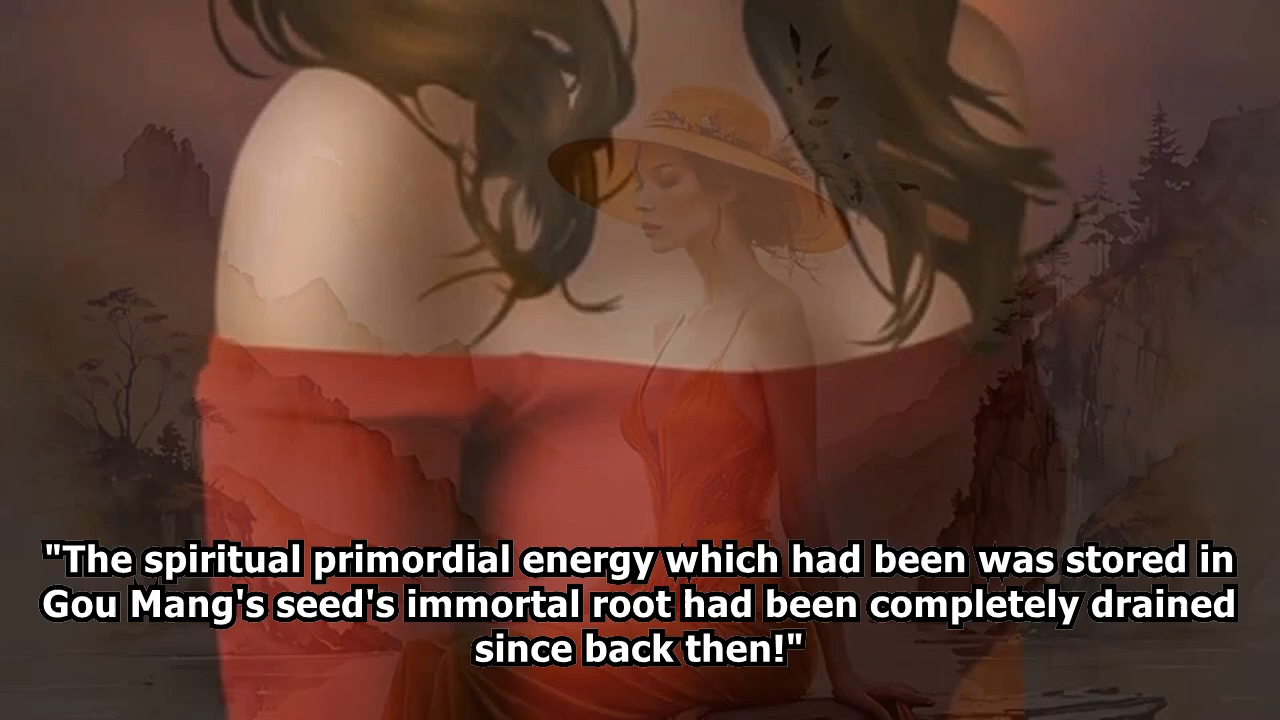 "The spiritual primordial energy which had been was stored in
Gou Mang's seed's immortal root had been completely drained
since back then!"